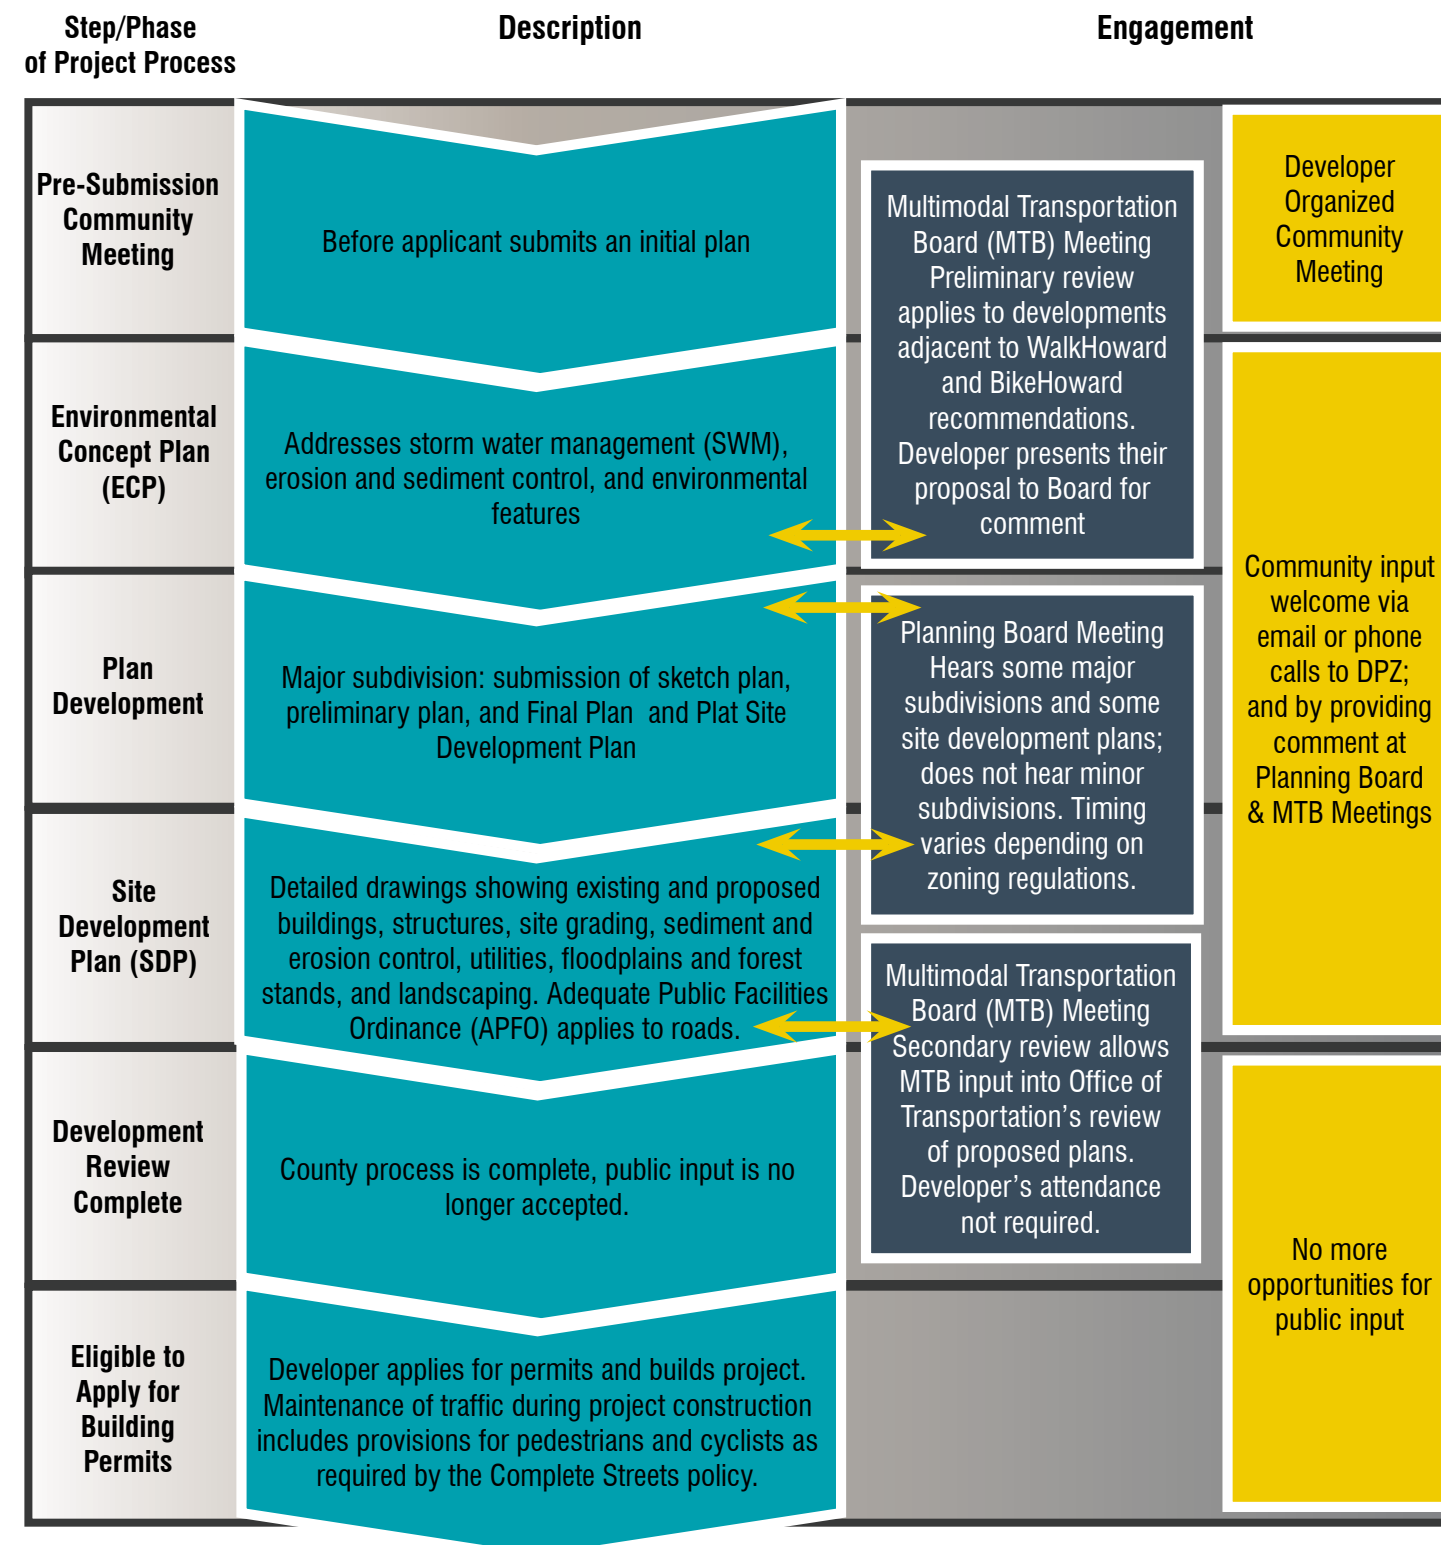 Step/Phase
of Project Process
Description
Engagement
Pre-Submission
Community
Meeting
Before applicant submits an initial plan
Multimodal Transportation
Board (MTB) Meeting
Preliminary review
applies to developments
adjacent to WalkHoward
and BikeHoward
recommendations.
Developer presents their
proposal to Board for
comment
Developer
Organized
Community
Meeting
Environmental
Concept Plan
(ECP)
Addresses storm water management (SWM),
erosion and sediment control, and environmental
features
Community input
welcome via
email or phone
calls to DPZ;
and by providing
comment at
Planning Board
& MTB Meetings
Plan
Development
Major subdivision: submission of sketch plan,
preliminary plan, and Final Plan  and Plat Site
Development Plan
Planning Board Meeting
Hears some major
subdivisions and some
site development plans;
does not hear minor
subdivisions. Timing
varies depending on
zoning regulations.
Site
Development
Plan (SDP)
Detailed drawings showing existing and proposed
buildings, structures, site grading, sediment and
erosion control, utilities, floodplains and forest
stands, and landscaping. Adequate Public Facilities
Ordinance (APFO) applies to roads.
Multimodal Transportation
Board (MTB) Meeting
Secondary review allows
MTB input into Office of
Transportation’s review
of proposed plans.
Developer’s attendance
not required.
Development
Review
Complete
County process is complete, public input is no
longer accepted.
No more
opportunities for
public input
Eligible to
Apply for
Building
Permits
Developer applies for permits and builds project.
Maintenance of traffic during project construction
includes provisions for pedestrians and cyclists as
required by the Complete Streets policy.